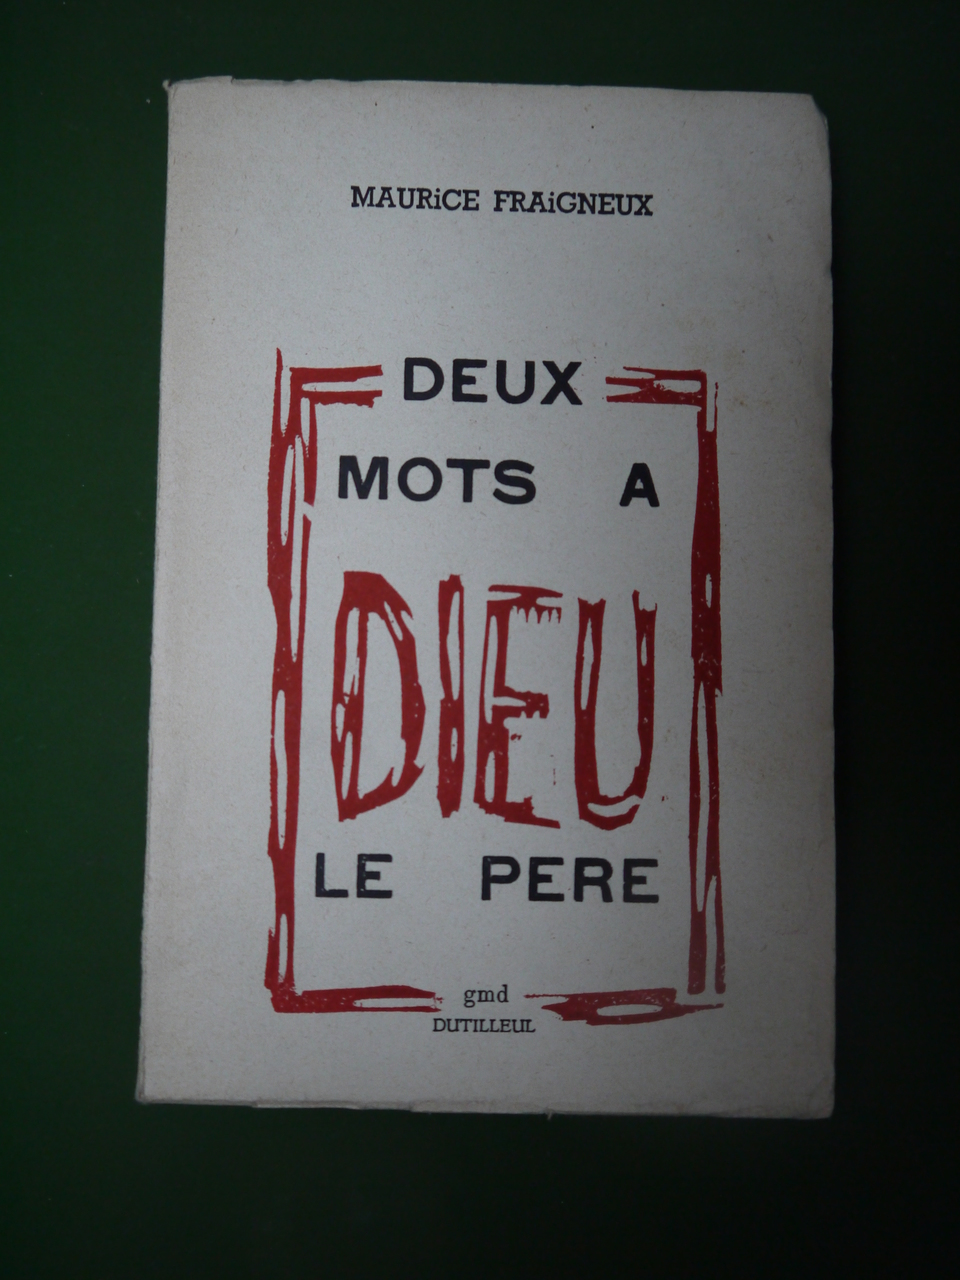 MAURiCE FRAiGNEUX
DEUX
MOTS A
DIEU
LE PERE
gmd
DUTILLEUL